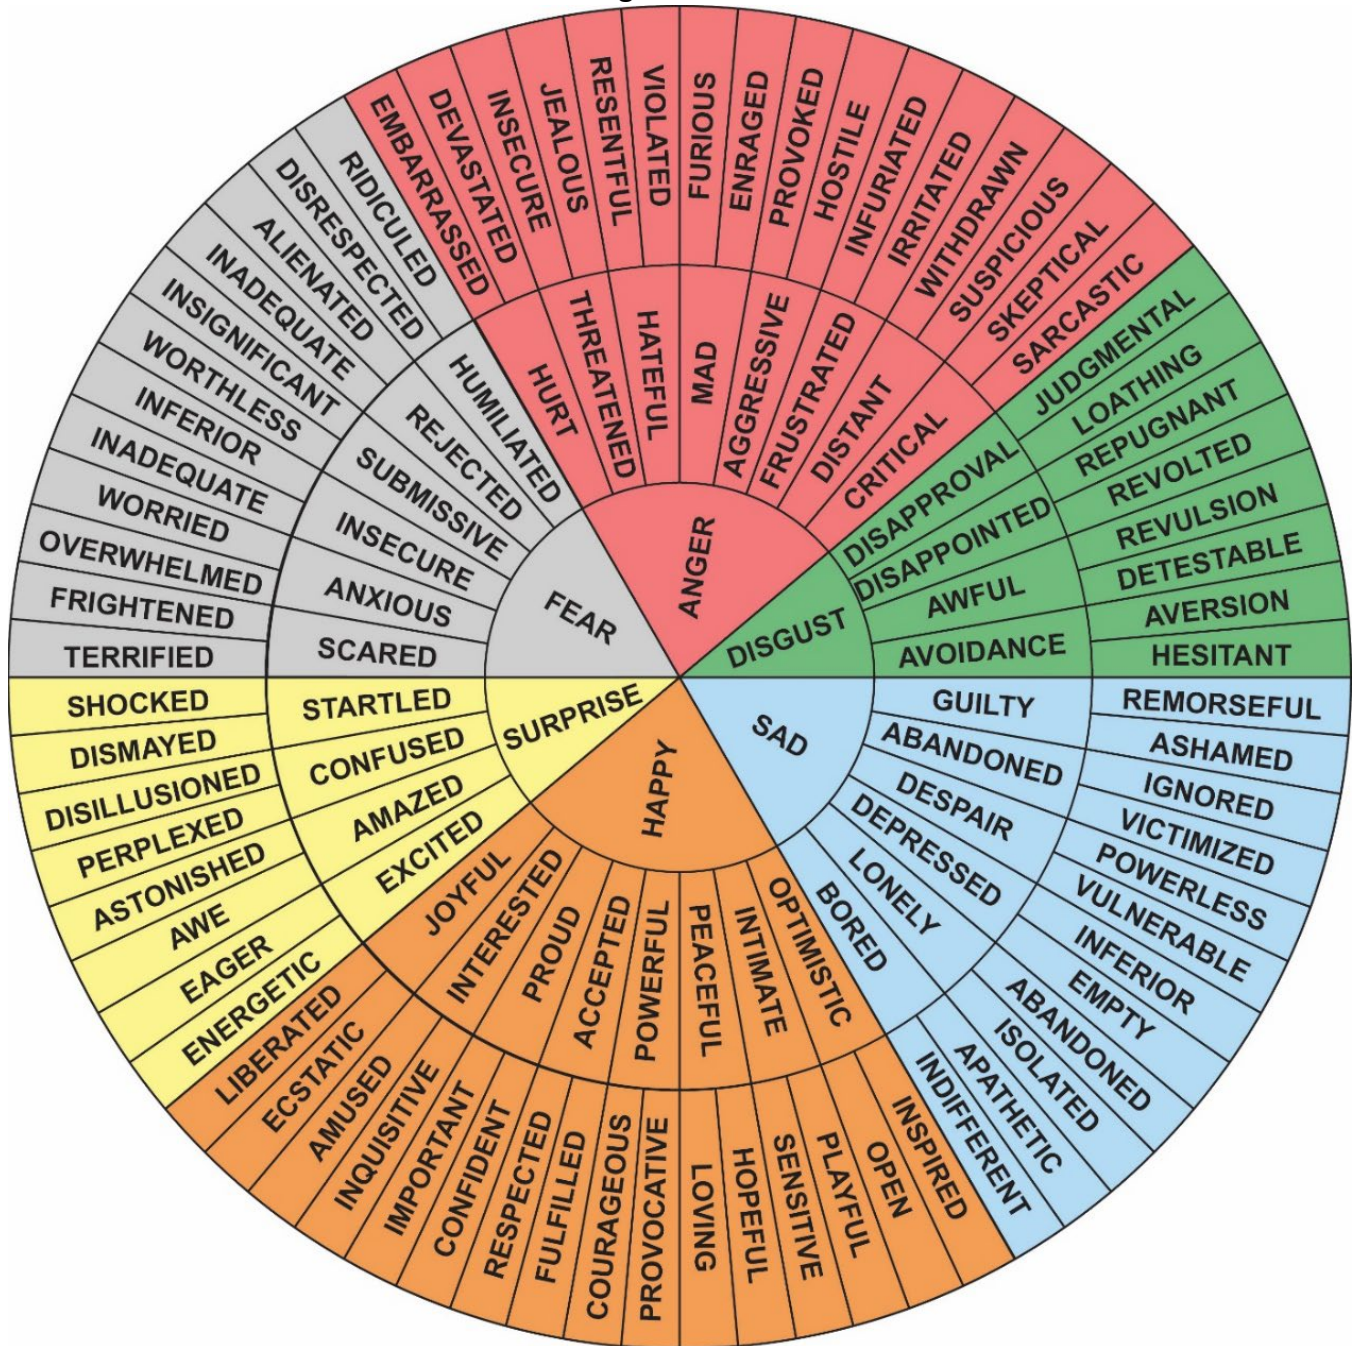 ANGER
HURT
EMBARRASSED
DEVASTATED
THREATENED
INSECURE
JEALOUS
HATEFUL
RESENTFUL
VIOLATED
MAD
FURIOUS
ENRAGED
AGGRESSIVE
PROVOKED
HOSTILE
FRUSTRATED
INFURIATED
IRRITATED
DISTANT
WITHDRAWN
SUSPICIOUS
CRITICAL
SKEPTICAL
SARCASTIC
DISGUST
DISAPPROVAL
JUDGMENTAL
LOATHING
DISAPPOINTED
REPUGNANT
REVOLTED
AWFUL
REVULSION
DETESTABLE
AVOIDANCE
AVERSION
HESITANT
SAD
GUILTY
REMORSEFUL
ASHAMED
ABANDONED
IGNORED
VICTIMIZED
DESPAIR
POWERLESS
VULNERABLE
DEPRESSED
INFERIOR
EMPTY
LONELY
ABANDONED
ISOLATED
BORED
APATHETIC
INDIFFERENT
HAPPY
OPTIMISTIC
INSPIRED
OPEN
INTIMATE
PLAYFUL
SENSITIVE
PEACEFUL
HOPEFUL
LOVING
POWERFUL
PROVOCATIVE
COURAGEOUS
ACCEPTED
FULFILLED
RESPECTED
PROUD
CONFIDENT
IMPORTANT
INTERESTED
INQUISITIVE
AMUSED
JOYFUL
ECSTATIC
LIBERATED
SURPRISE
EXCITED
ENERGETIC
EAGER
AMAZED
AWE
ASTONISHED
CONFUSED
PERPLEXED
DISILLUSIONED
STARTLED
DISMAYED
SHOCKED
FEAR
SCARED
TERRIFIED
FRIGHTENED
ANXIOUS
OVERWHELMED
WORRIED
INSECURE
INADEQUATE
INFERIOR
SUBMISSIVE
WORTHLESS
INSIGNIFICANT
REJECTED
INADEQUATE
ALIENATED
HUMILIATED
DISRESPECTED
RIDICULED